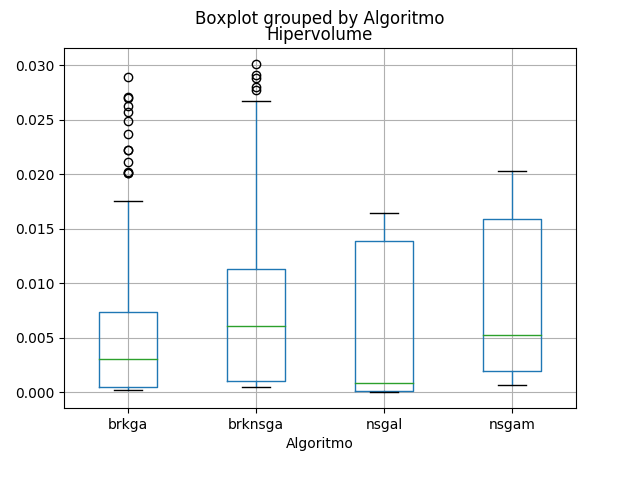 Boxplot grouped by Algoritmo
Hipervolume
0.030
0.025
0.020
0.015
0.010
0.005
0.000
brkga
brknsga
nsgal
nsgam
Algoritmo